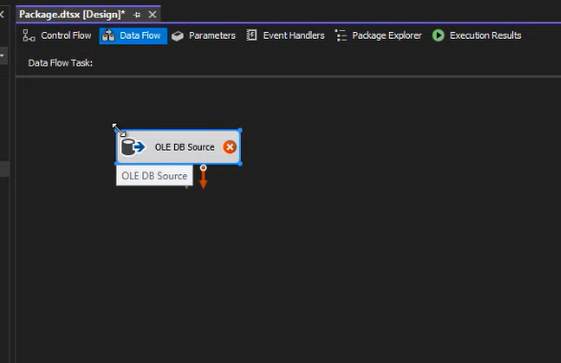 Package.dtsx [Design]*
Control Flow Data Flow Parameters Event Handlers Package Explorer Execution Results
Data Flow Task:
OLE DB Source
OLE DB Source